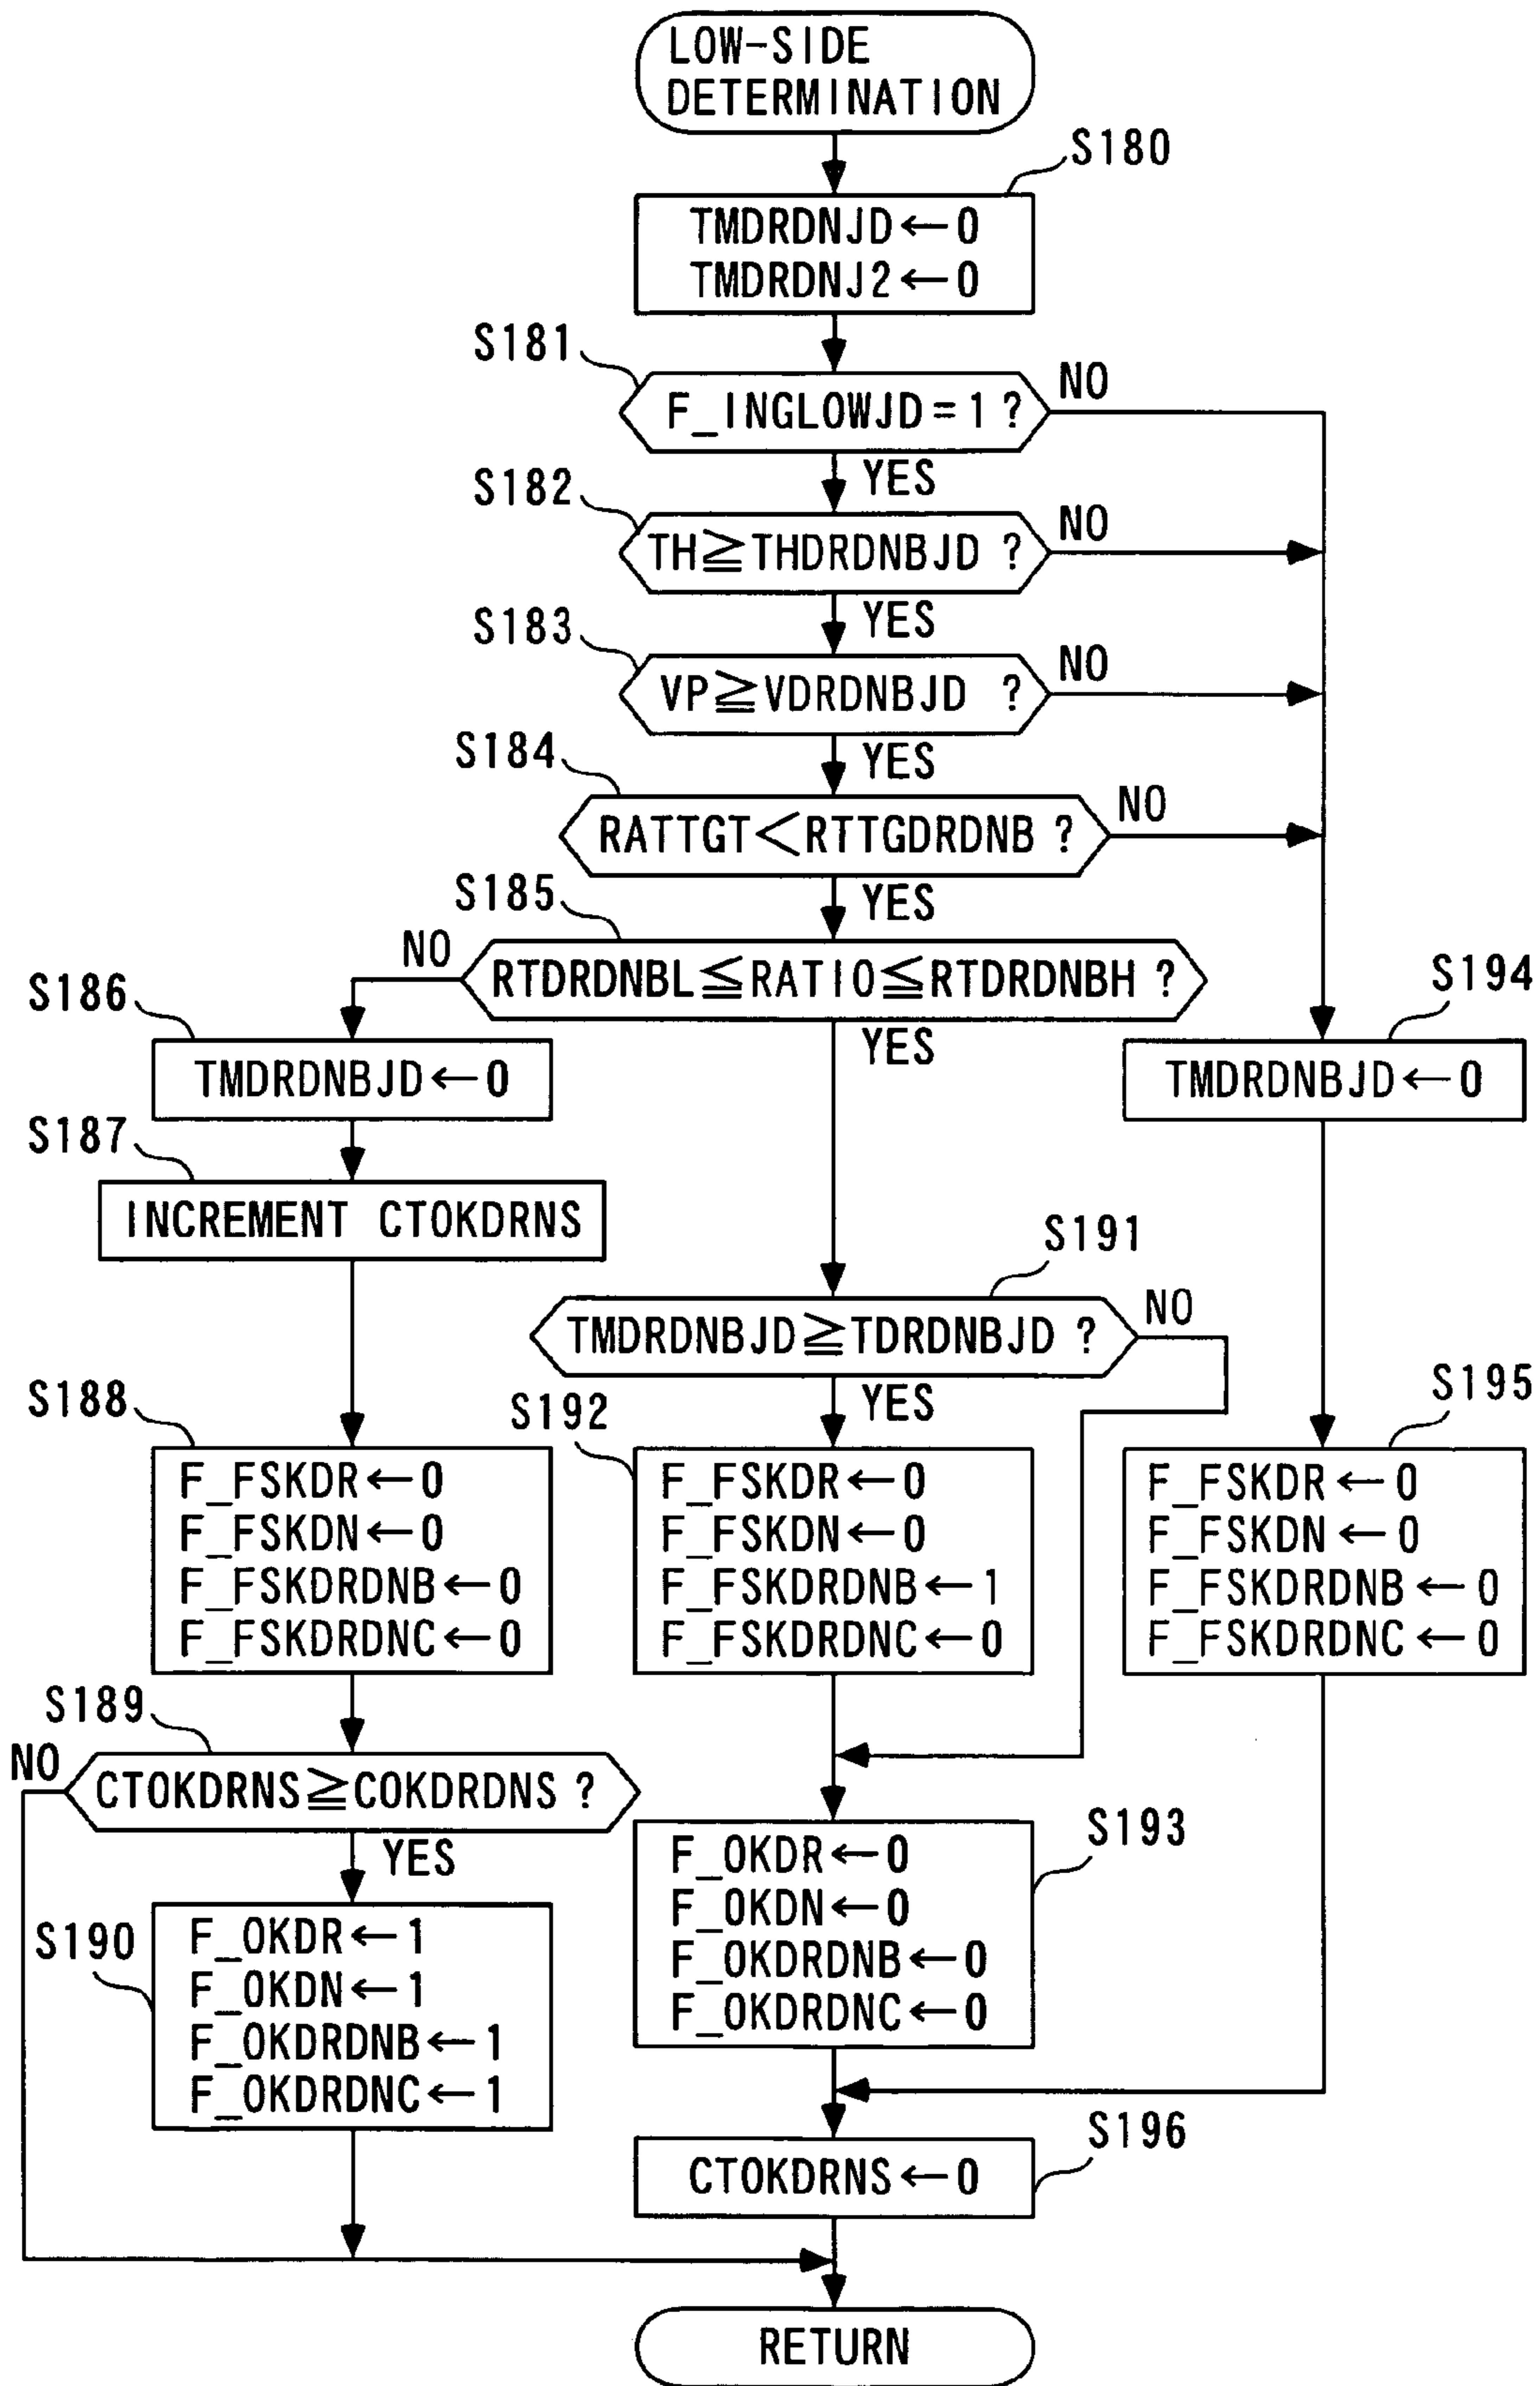 LOW-SIDE
DETERMINATION
S180
TMDRDNJD←0
TMDRDNJ2←0
S181
F_INGLOWJD=1 ?
NO
YES
S182
TH≧THDRDNBJD ?
NO
YES
S183
VP≧VDRDNBJD ?
NO
YES
S184
RATTGT<RTTGDRDNB ?
NO
YES
S185
RTDRDNBL≦RATIO≦RTDRDNBH ?
NO
YES
S186
TMDRDNBJD←0
S194
TMDRDNBJD←0
S187
INCREMENT CTOKDRNS
S191
TMDRDNBJD≧TDRDNBJD ?
NO
YES
S188
F_FSKDR←0
F_FSKDN←0
F_FSKDRDNB←0
F_FSKDRDNC←0
S192
F_FSKDR←0
F_FSKDN←0
F_FSKDRDNB←1
F_FSKDRDNC←0
S195
F_FSKDR←0
F_FSKDN←0
F_FSKDRDNB←0
F_FSKDRDNC←0
S189
NO
CTOKDRNS≧COKDRDNS ?
YES
S190
F_OKDR←1
F_OKDN←1
F_OKDRDNB←1
F_OKDRDNC←1
S193
F_OKDR←0
F_OKDN←0
F_OKDRDNB←0
F_OKDRDNC←0
S196
CTOKDRNS←0
RETURN